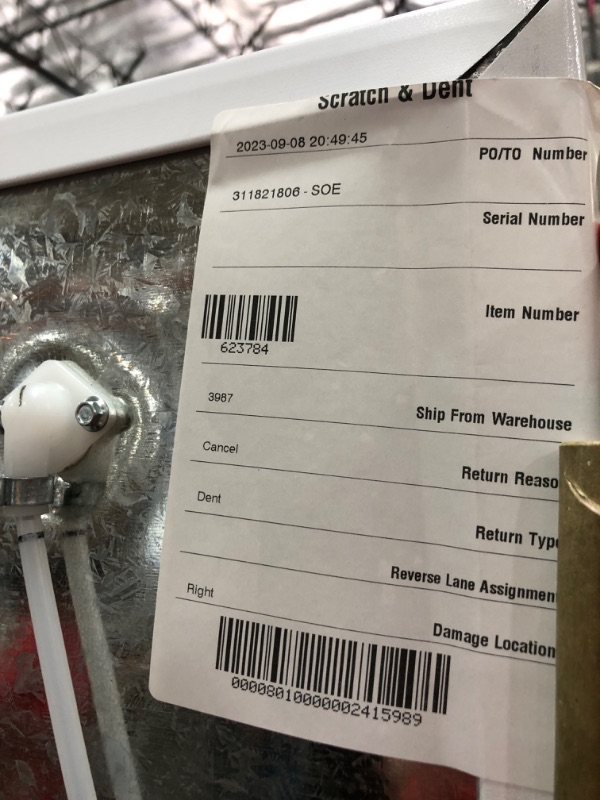 Scratch & Dent
2023-09-08 20:49:45
PO/TO Number
311821806 - SOE
Serial Number
Item Number
623784
3987
Ship From Warehouse
Cancel
Return Reaso
Dent
Return Typ
Reverse Lane Assignmen
Right
Damage Location
00008010000002415989